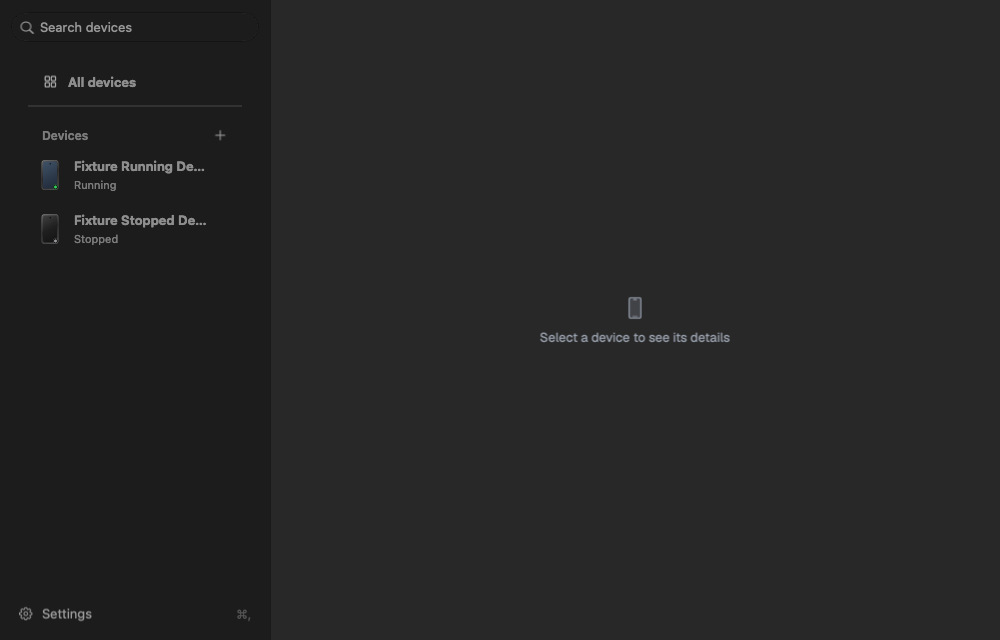 Search devices
All devices
Devices
Fixture Running De...
Running
Fixture Stopped De...
Stopped
Select a device to see its details
Settings ⌘,